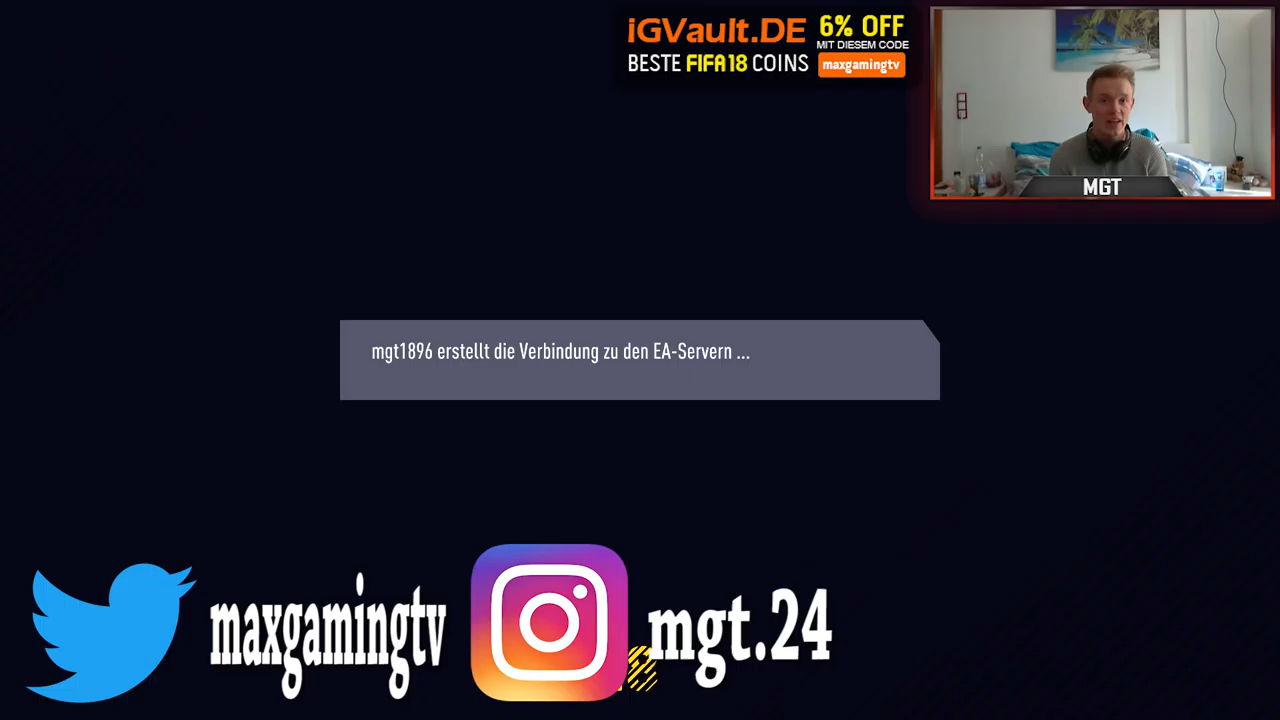 iGVault.DE
6% OFF
MIT DIESEM CODE
BESTE FIFA18 COINS
maxgamingtv
MGT
mgt1896 erstellt die Verbindung zu den EA-Servern ...
maxgamingtv
mgt.24